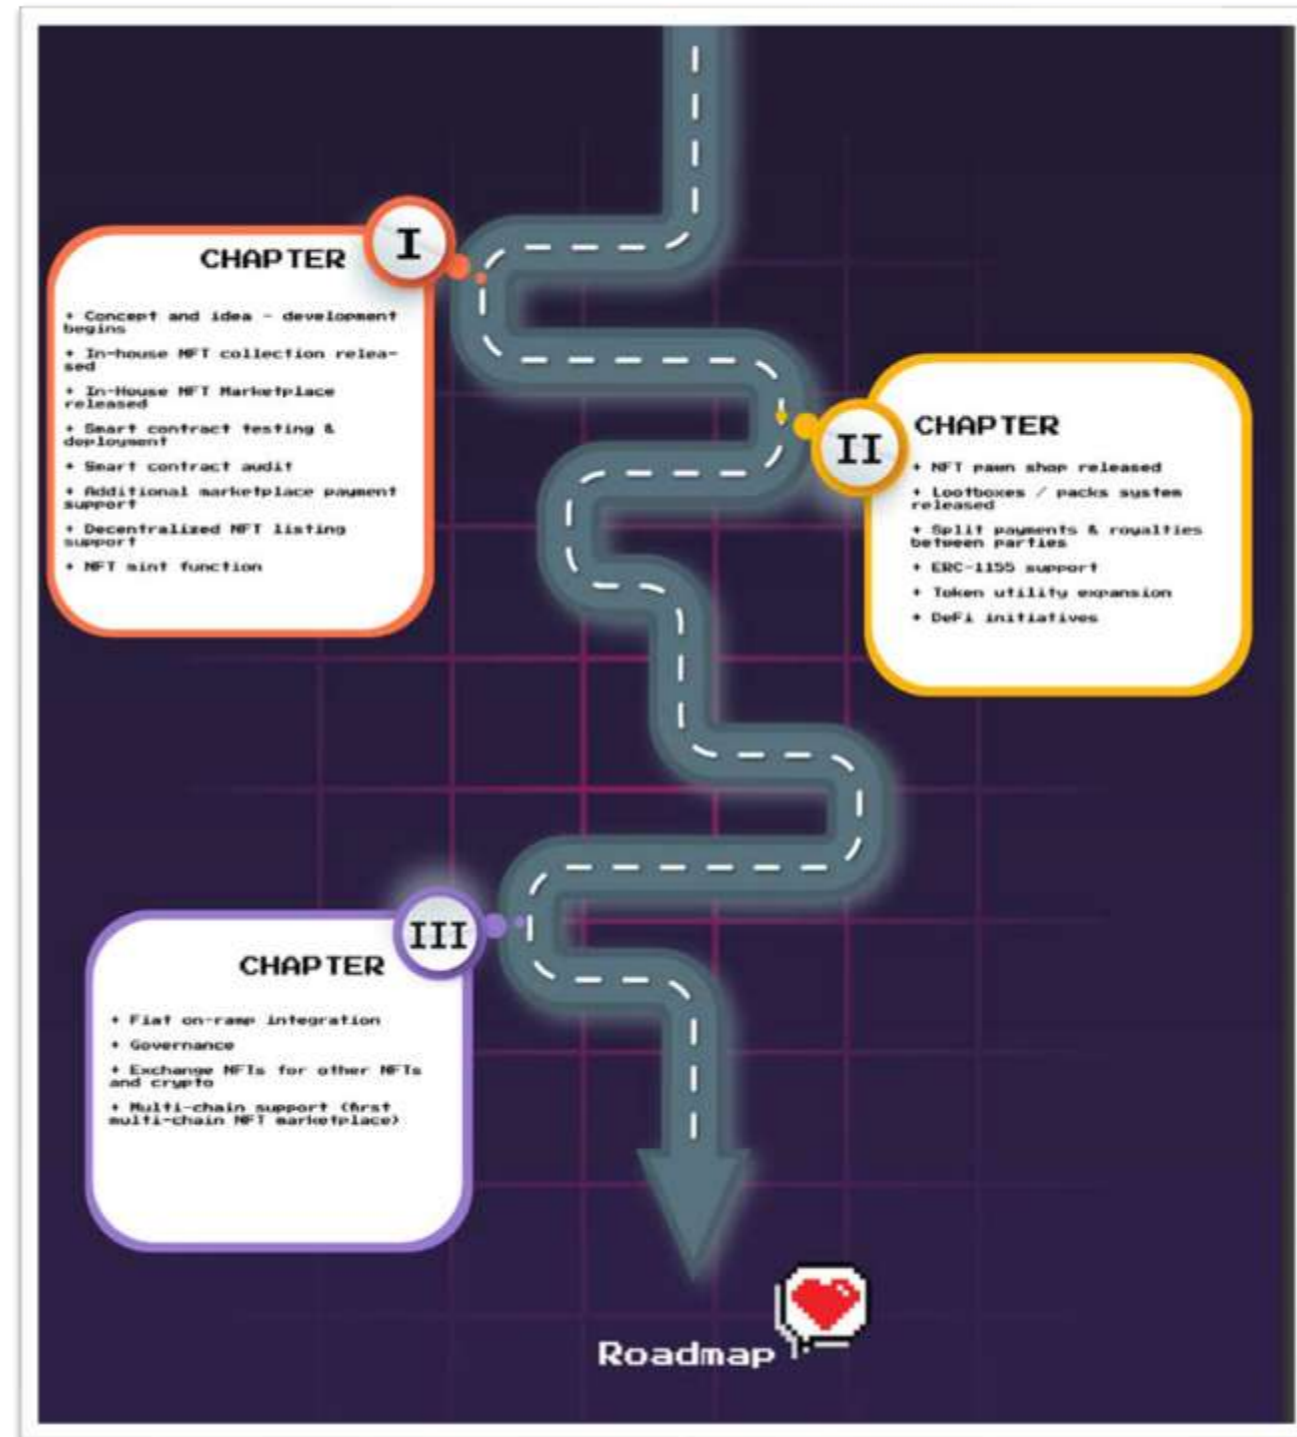 I
CHAPTER
+ Concept and idea - development
begins
+ In-house NFT collection relea-
sed
+ In-House NFT Marketplace
released
+ Smart contract testing &
deployment
+ Smart contract audit
+ Additional marketplace payment
support
+ Decentralized NFT listing
support
+ NFT mint function
II
CHAPTER
+ NFT pawn shop released
+ Lootboxes / packs system
released
+ Split payments & royalties
between parties
+ ERC-1155 support
+ Token utility expansion
+ DeFi initiatives
III
CHAPTER
+ Fiat on-ramp integration
+ Governance
+ Exchange NFTs for other NFTs
and crypto
+ Multi-chain support (first
multi-chain NFT marketplace)
Roadmap